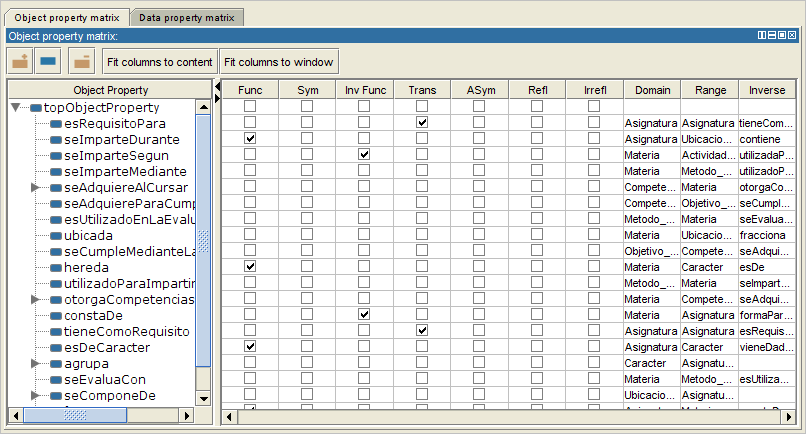 Object property matrix Data property matrix
Object property matrix:
Fit columns to content Fit columns to window
Object Property Func Sym Inv Func Trans ASym Refl Irrefl Domain Range Inverse
topObjectProperty
esRequisitoPara Asignatura Asignatura tieneCom...
seImparteDurante Asignatura Ubicacio... contiene
seImparteSegun Materia Actividad... utilizadaP...
seImparteMediante Materia Metodo_... utilizadoP...
seAdquiereAlCursar Compete... Materia otorgaCo...
seAdquiereParaCump Compete... Objetivo_... seCumpl...
esUtilizadoEnLaEvalu Metodo_... Materia seEvalua...
ubicada Materia Ubicacio... fracciona
seCumpleMedianteLa Objetivo_... Compete... seAdqui...
hereda Materia Caracter esDe
utilizadoParaImpartir Metodo_... Materia seImpart...
otorgaCompetencias Materia Compete... seAdqui...
constaDe Materia Asignatura formaPar...
tieneComoRequisito Asignatura Asignatura esRequis...
esDeCaracter Asignatura Caracter vieneDad...
agrupa Caracter Asignatur...
seEvaluaCon Materia Metodo_... esUtiliza...
seComponeDe Ubicacio... Asignatur...